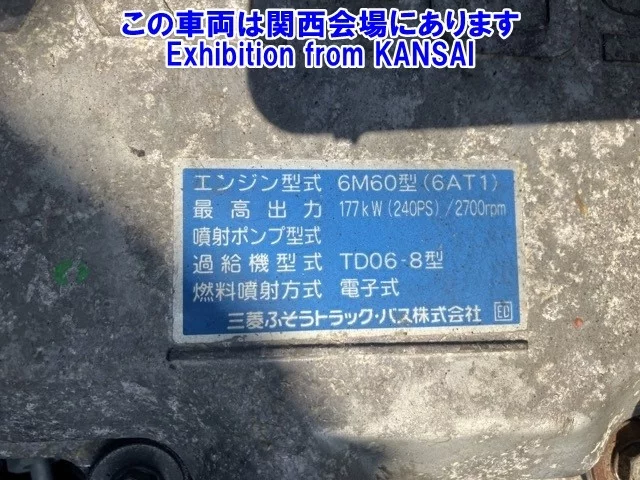 この車両は関西会場にあります
Exhibition from KANSAI
エンジン型式 6M60型(6AT1)
最高出力 177kW(240PS)/2700rpm
噴射ポンプ型式
過給機型式 TD06-8型
燃料噴射方式 電子式
三菱ふそうトラック・バス株式会社 ED